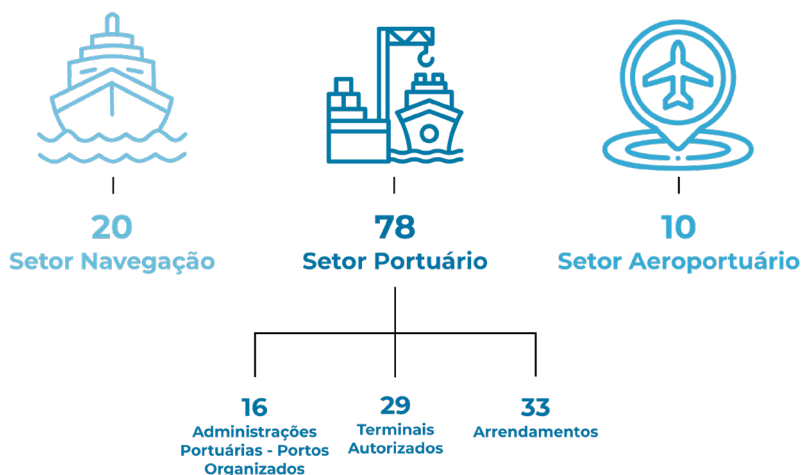 20
Setor Navegação
78
Setor Portuário
10
Setor Aeroportuário
16
Administrações
Portuárias - Portos
Organizados
29
Terminais
Autorizados
33
Arrendamentos